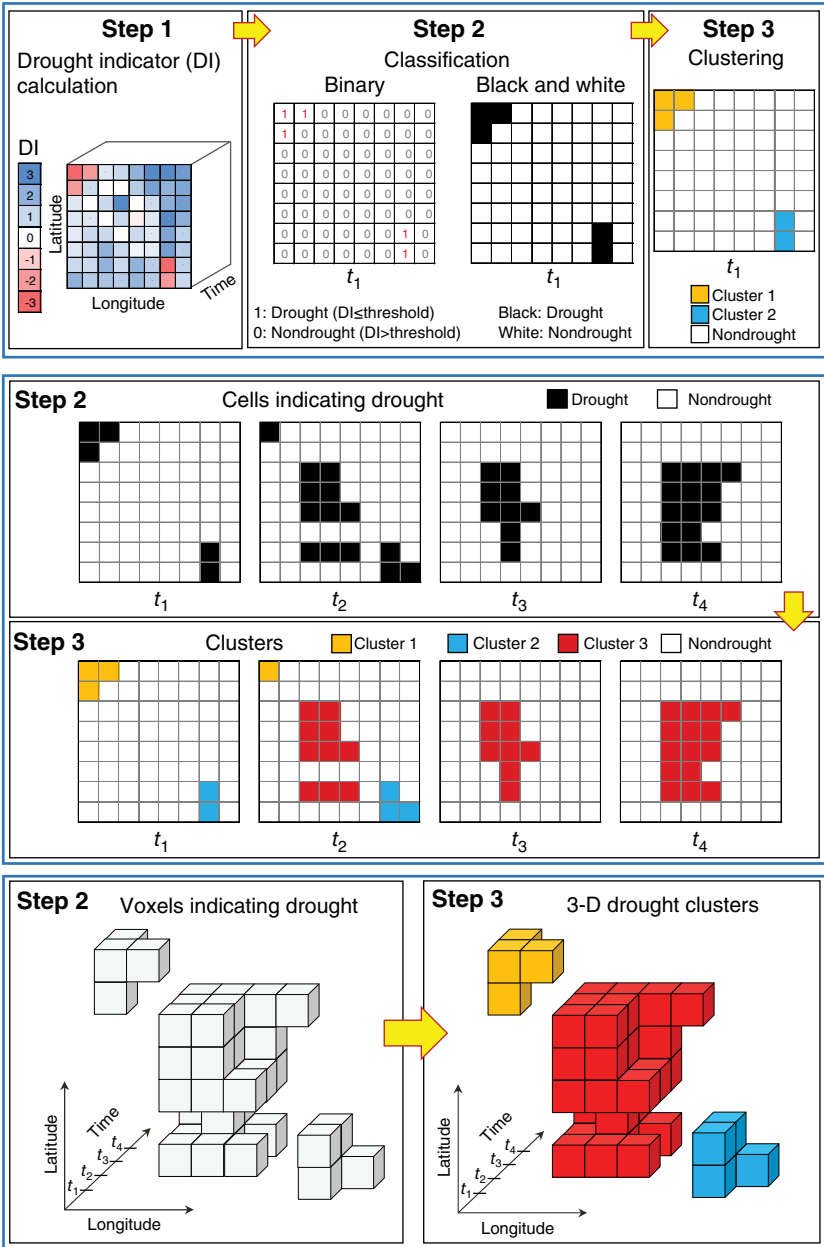 Step 1
Drought indicator (DI)
calculation
DI
3
2
1
0
-1
-2
-3
Latitude
Longitude
Time
Step 2
Classification
Binary
1 1 0 0 0 0 0 0
1 0 0 0 0 0 0 0
0 0 0 0 0 0 0 0
0 0 0 0 0 0 0 0
0 0 0 0 0 0 0 0
0 0 0 0 0 0 0 0
0 0 0 0 0 0 1 0
0 0 0 0 0 0 1 0
t1
1: Drought (DI≤threshold)
0: Nondrought (DI>threshold)
Black and white
t1
Black: Drought
White: Nondrought
Step 3
Clustering
t1
Cluster 1
Cluster 2
Nondrought
Step 2
Cells indicating drought
Drought
Nondrought
t1
t2
t3
t4
Step 3
Clusters
Cluster 1
Cluster 2
Cluster 3
Nondrought
t1
t2
t3
t4
Step 2
Voxels indicating drought
Latitude
Time
t1
t2
t3
t4
Longitude
Step 3
3-D drought clusters
Latitude
Time
t1
t2
t3
t4
Longitude